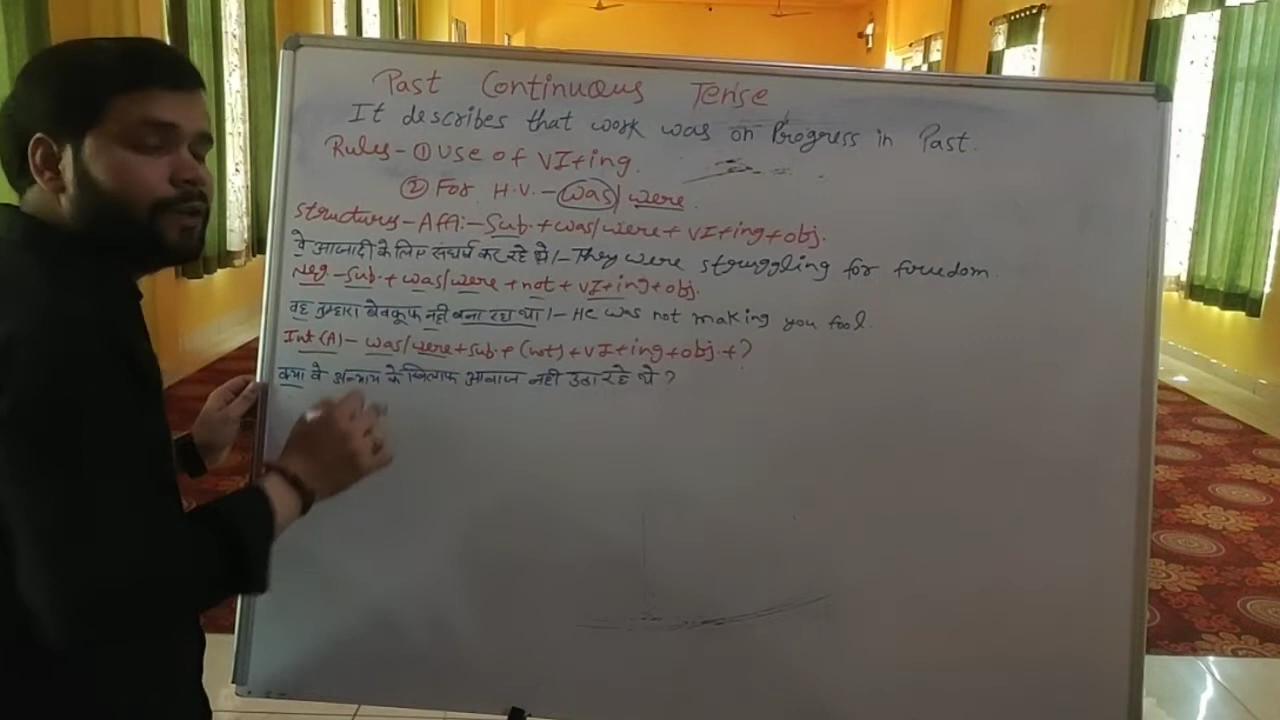 Past Continuous Tense
It describes that work was on Progress in Past.
Rules- ① Use of VI+ing.
② For H.V. - was/were.
Structures - Affi:- Sub. + was/were + VI+ing + obj.
वे आजादी के लिए संघर्ष कर रहे थे।- They were struggling for freedom.
Neg - Sub. + was/were + not + VI+ing + obj.
वह तुम्हारा बेवकूफ नही बना रहा था।- He was not making you fool.
Int (A) - was/were + sub. + (not) + VI+ing + obj. + ?
क्या वे अन्याय के खिलाफ आवाज नही उठा रहे थे ?